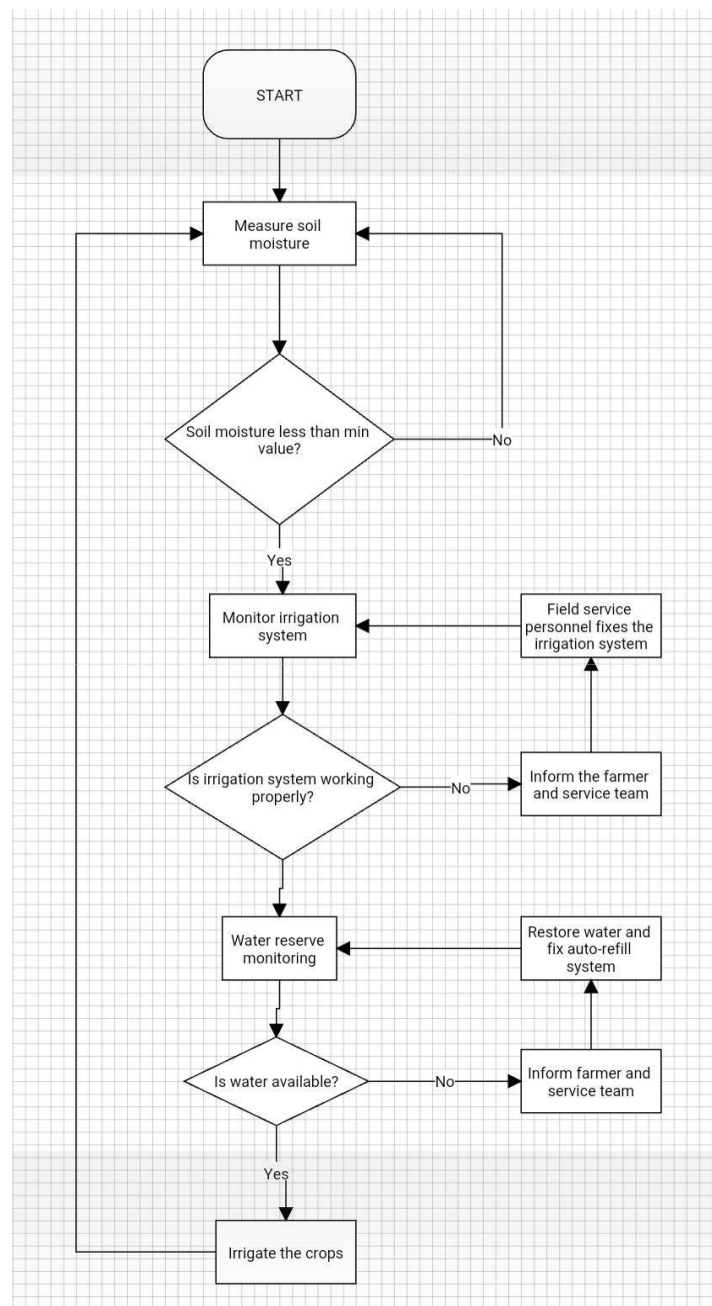 START
Measure soil
moisture
Soil moisture less than min
value?
No
Yes
Monitor irrigation
system
Field service
personnel fixes the
irrigation system
Is irrigation system working
properly?
No
Inform the farmer
and service team
Water reserve
monitoring
Restore water and
fix auto-refill
system
Is water available?
No
Inform farmer and
service team
Yes
Irrigate the crops